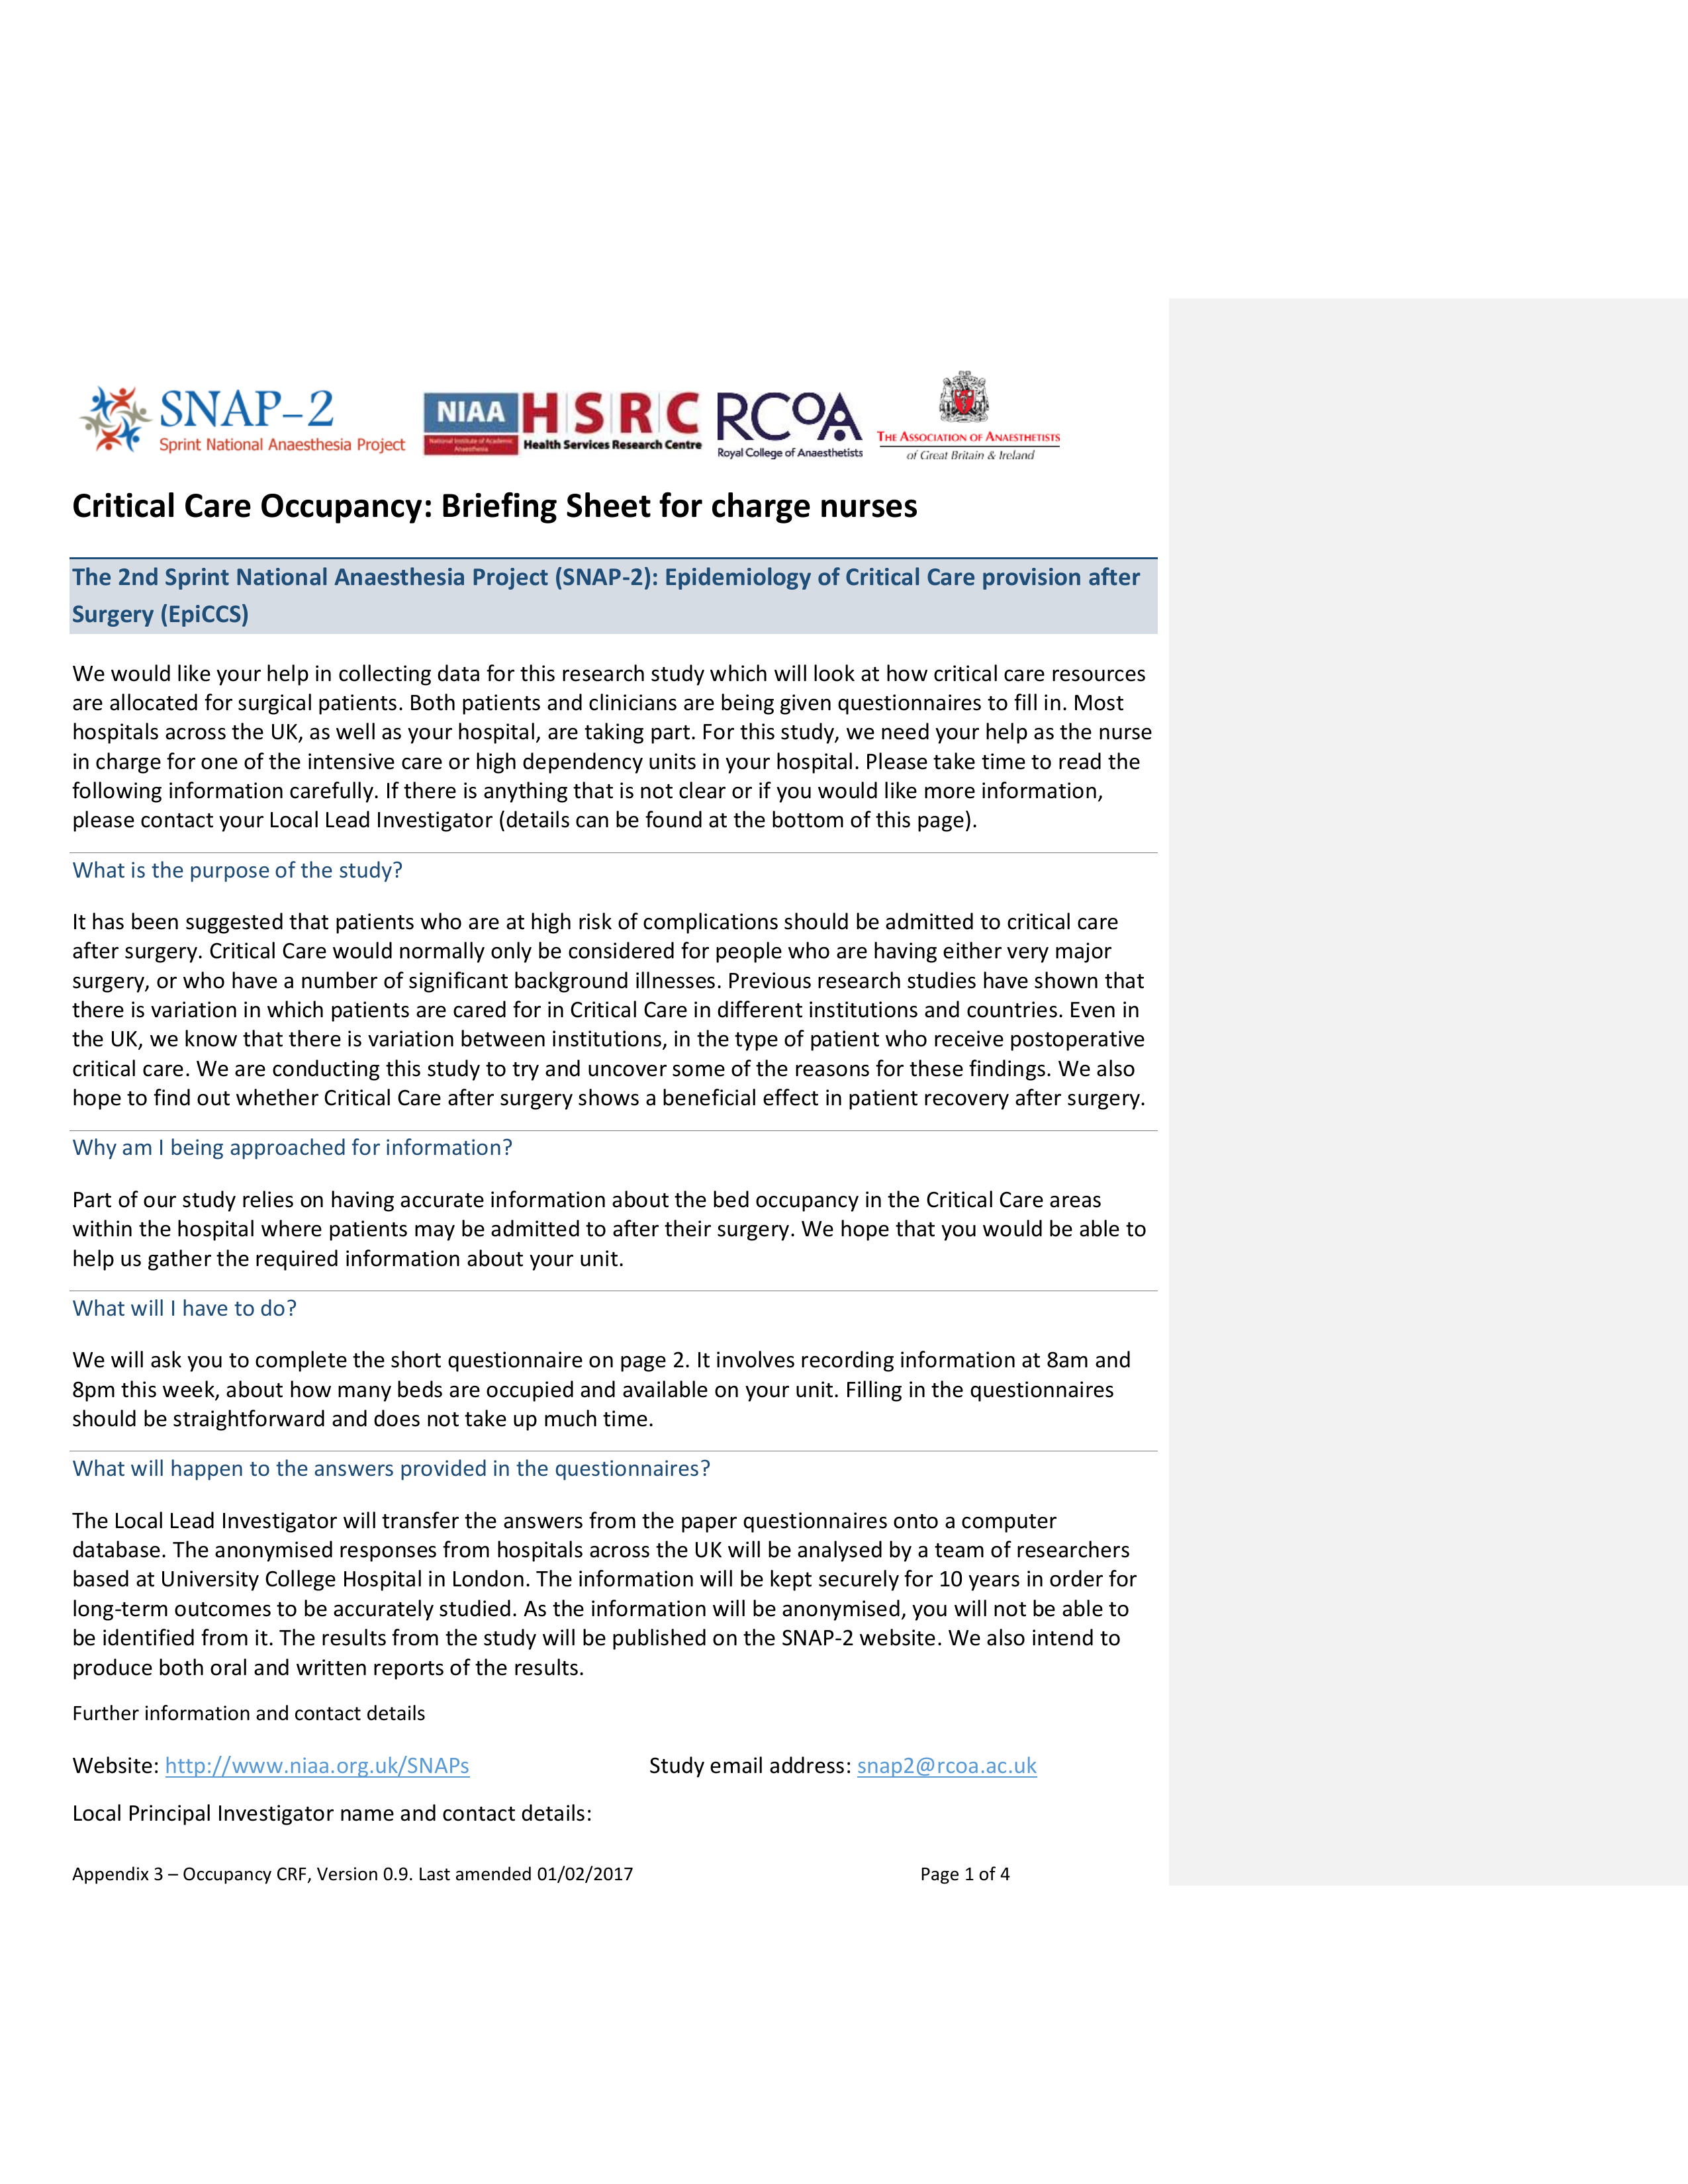 SNAP-2
Sprint National Anaesthesia Project
NIAA
National Institute of Academic
Anaesthesia
HSRC
Health Services Research Centre
RCOA
Royal College of Anaesthetists
THE ASSOCIATION OF ANAESTHETISTS
of Great Britain & Ireland
Critical Care Occupancy: Briefing Sheet for charge nurses
The 2nd Sprint National Anaesthesia Project (SNAP-2): Epidemiology of Critical Care provision after
Surgery (EpiCCS)
We would like your help in collecting data for this research study which will look at how critical care resources
are allocated for surgical patients. Both patients and clinicians are being given questionnaires to fill in. Most
hospitals across the UK, as well as your hospital, are taking part. For this study, we need your help as the nurse
in charge for one of the intensive care or high dependency units in your hospital. Please take time to read the
following information carefully. If there is anything that is not clear or if you would like more information,
please contact your Local Lead Investigator (details can be found at the bottom of this page).
What is the purpose of the study?
It has been suggested that patients who are at high risk of complications should be admitted to critical care
after surgery. Critical Care would normally only be considered for people who are having either very major
surgery, or who have a number of significant background illnesses. Previous research studies have shown that
there is variation in which patients are cared for in Critical Care in different institutions and countries. Even in
the UK, we know that there is variation between institutions, in the type of patient who receive postoperative
critical care. We are conducting this study to try and uncover some of the reasons for these findings. We also
hope to find out whether Critical Care after surgery shows a beneficial effect in patient recovery after surgery.
Why am I being approached for information?
Part of our study relies on having accurate information about the bed occupancy in the Critical Care areas
within the hospital where patients may be admitted to after their surgery. We hope that you would be able to
help us gather the required information about your unit.
What will I have to do?
We will ask you to complete the short questionnaire on page 2. It involves recording information at 8am and
8pm this week, about how many beds are occupied and available on your unit. Filling in the questionnaires
should be straightforward and does not take up much time.
What will happen to the answers provided in the questionnaires?
The Local Lead Investigator will transfer the answers from the paper questionnaires onto a computer
database. The anonymised responses from hospitals across the UK will be analysed by a team of researchers
based at University College Hospital in London. The information will be kept securely for 10 years in order for
long-term outcomes to be accurately studied. As the information will be anonymised, you will not be able to
be identified from it. The results from the study will be published on the SNAP-2 website. We also intend to
produce both oral and written reports of the results.
Further information and contact details
Website: http://www.niaa.org.uk/SNAPs Study email address: snap2@rcoa.ac.uk
Local Principal Investigator name and contact details:
Appendix 3 – Occupancy CRF, Version 0.9. Last amended 01/02/2017 Page 1 of 4